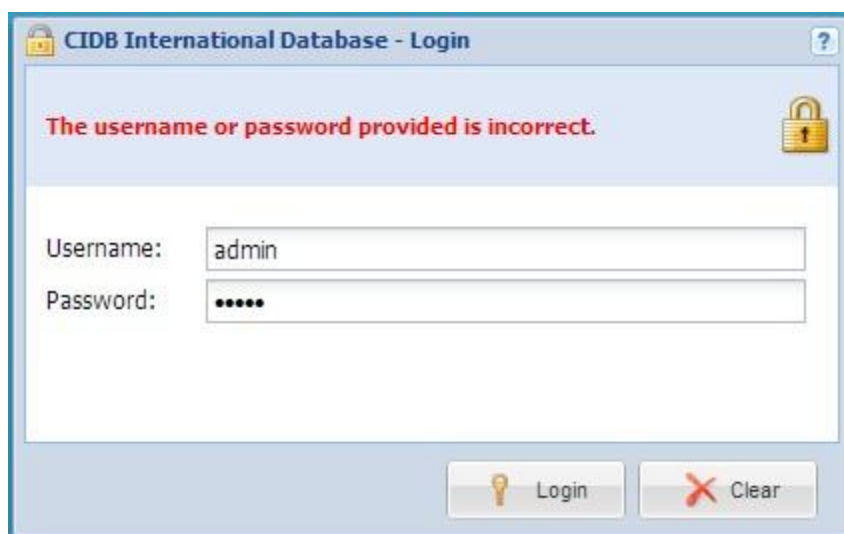 CIDB International Database - Login ?
The username or password provided is incorrect.
Username: admin
Password: •••••
Login Clear